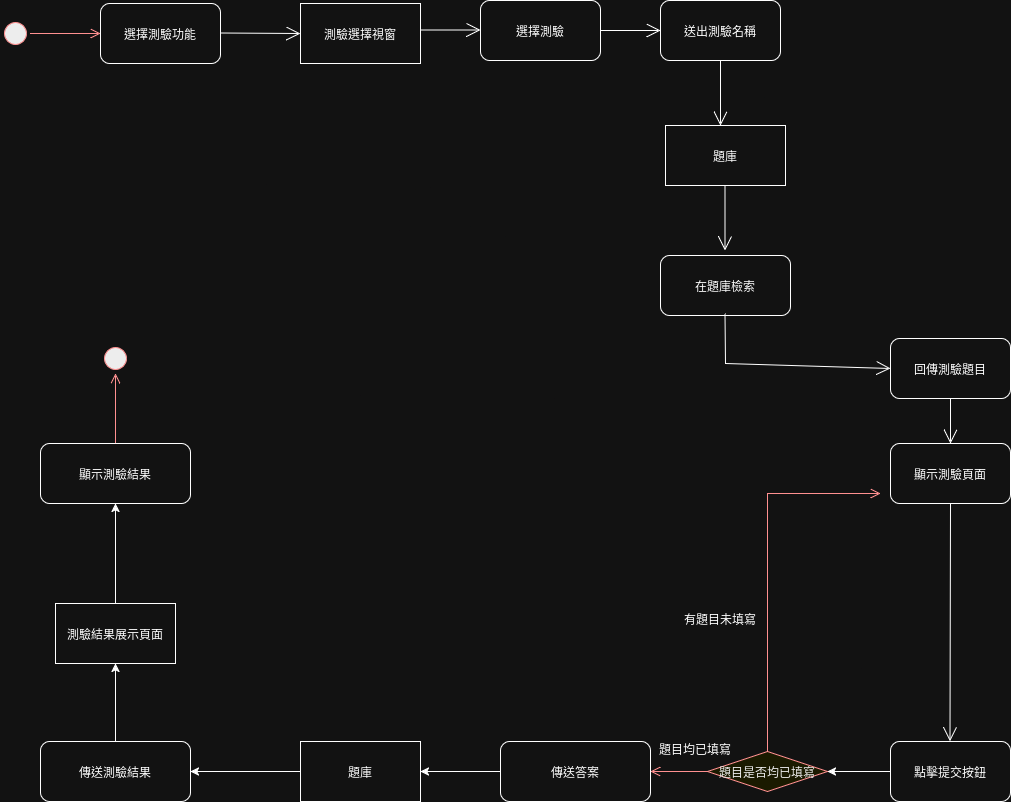 選擇測驗功能
測驗選擇視窗
選擇測驗
送出測驗名稱
題庫
在題庫檢索
回傳測驗題目
顯示測驗頁面
顯示測驗結果
有題目未填寫
測驗結果展示頁面
題目均已填寫
傳送測驗結果
題庫
傳送答案
題目是否均已填寫
點擊提交按鈕